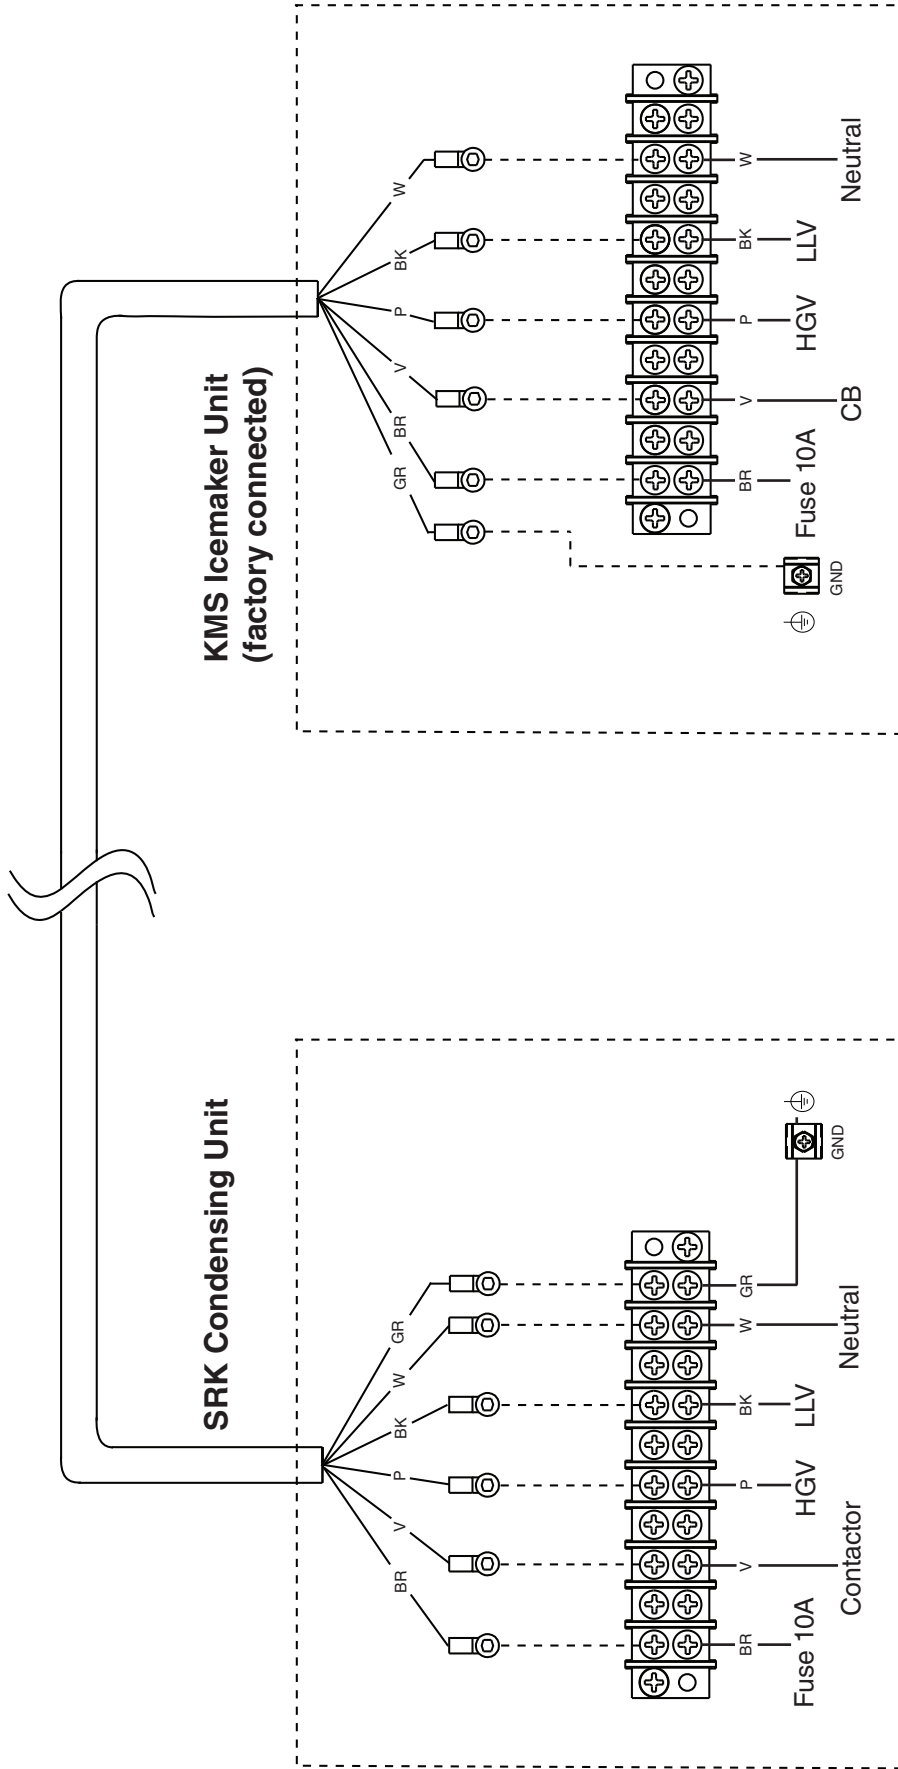 SRK Condensing Unit
BR
V
P
BK
W
GR
BR
V
P
BK
W
GR
Fuse 10A
Contactor
HGV
LLV
Neutral
GND
KMS Icemaker Unit
(factory connected)
GR
BR
V
P
BK
W
BR
V
P
BK
W
GND
Fuse 10A
CB
HGV
LLV
Neutral